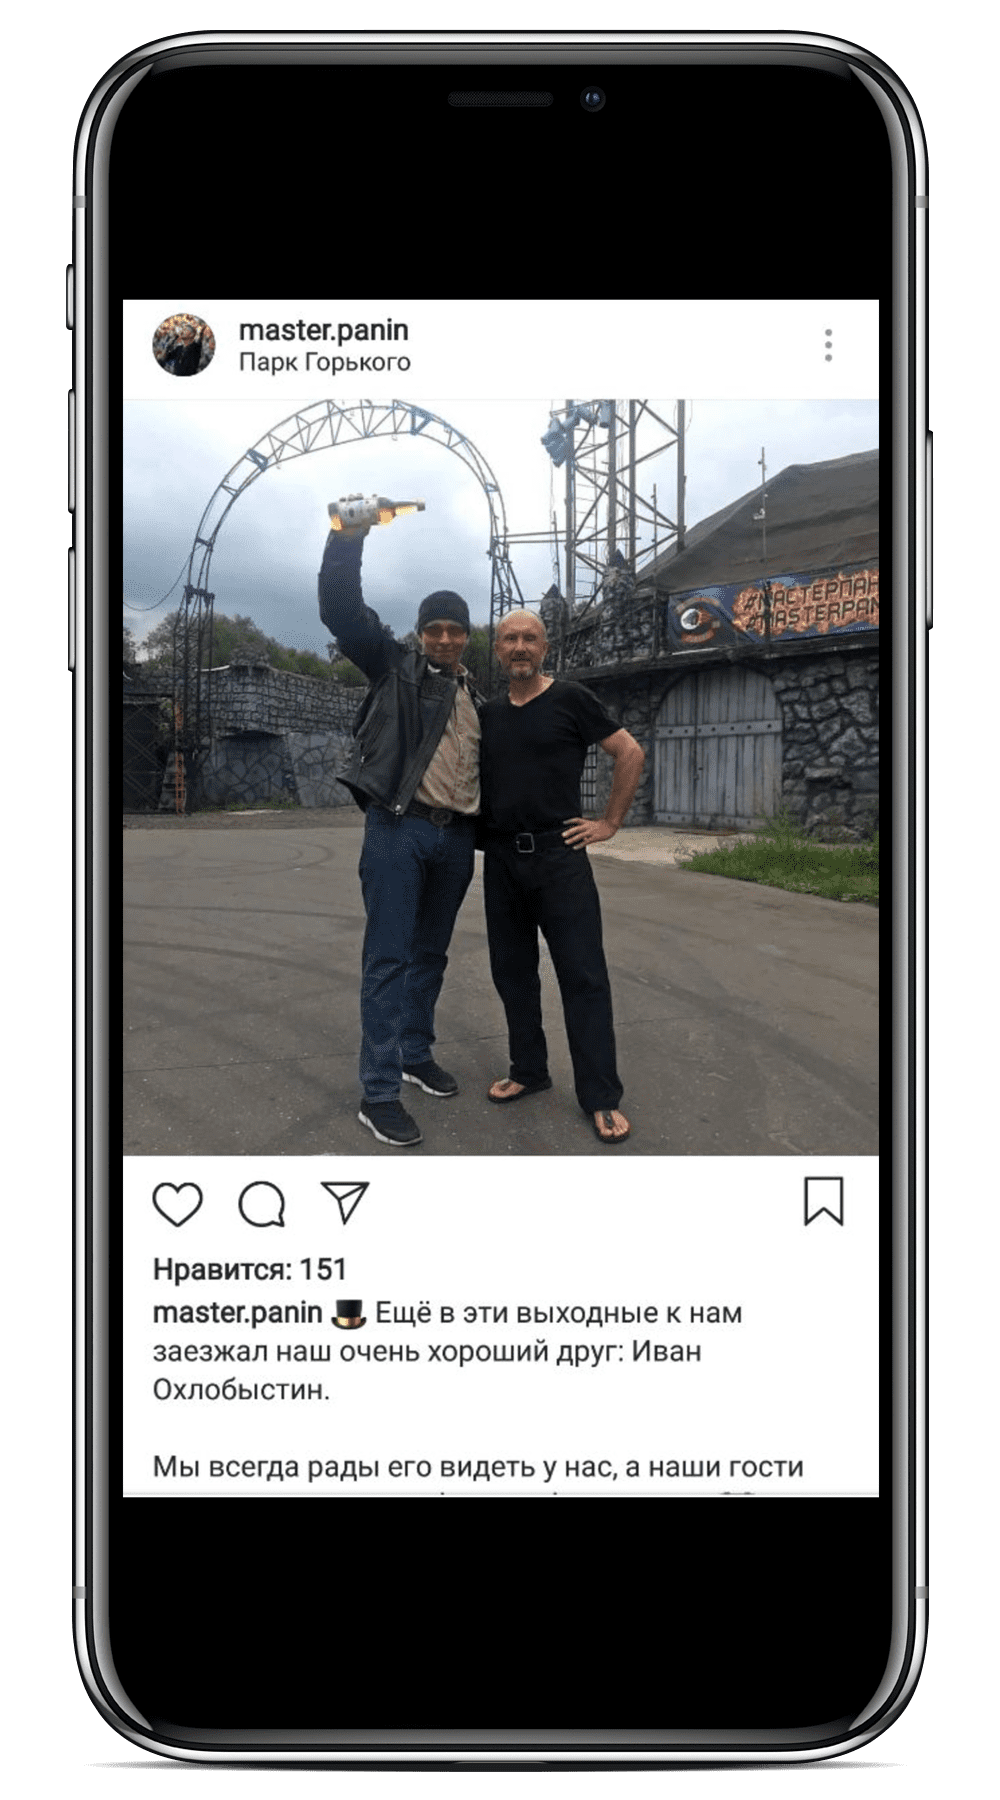 master.panin
Парк Горького
#МАСТЕРПАН
#MASTERPAN
Нравится: 151
master.panin 🎩 Ещё в эти выходные к нам
заезжал наш очень хороший друг: Иван
Охлобыстин.
Мы всегда рады его видеть у нас, а наши гости